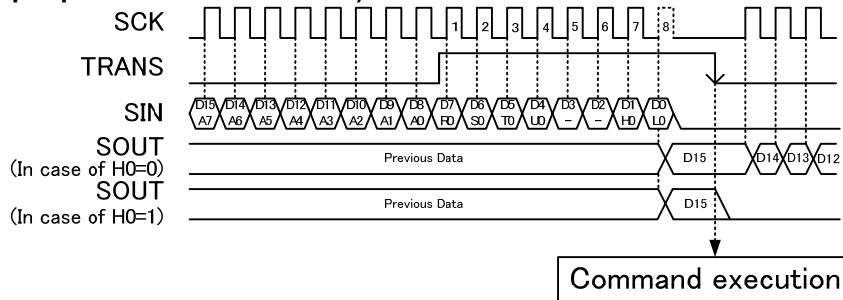 SCK 1 2 3 4 5 6 7 8
TRANS
SIN D15 D14 D13 D12 D11 D10 D9 D8 D7 D6 D5 D4 D3 D2 D1 D0
A7 A6 A5 A4 A3 A2 A1 A0 R0 S0 T0 U0 - - H0 L0
SOUT Previous Data D15 D14 D13 D12
(In case of H0=0)
SOUT Previous Data D15
(In case of H0=1)
Command execution